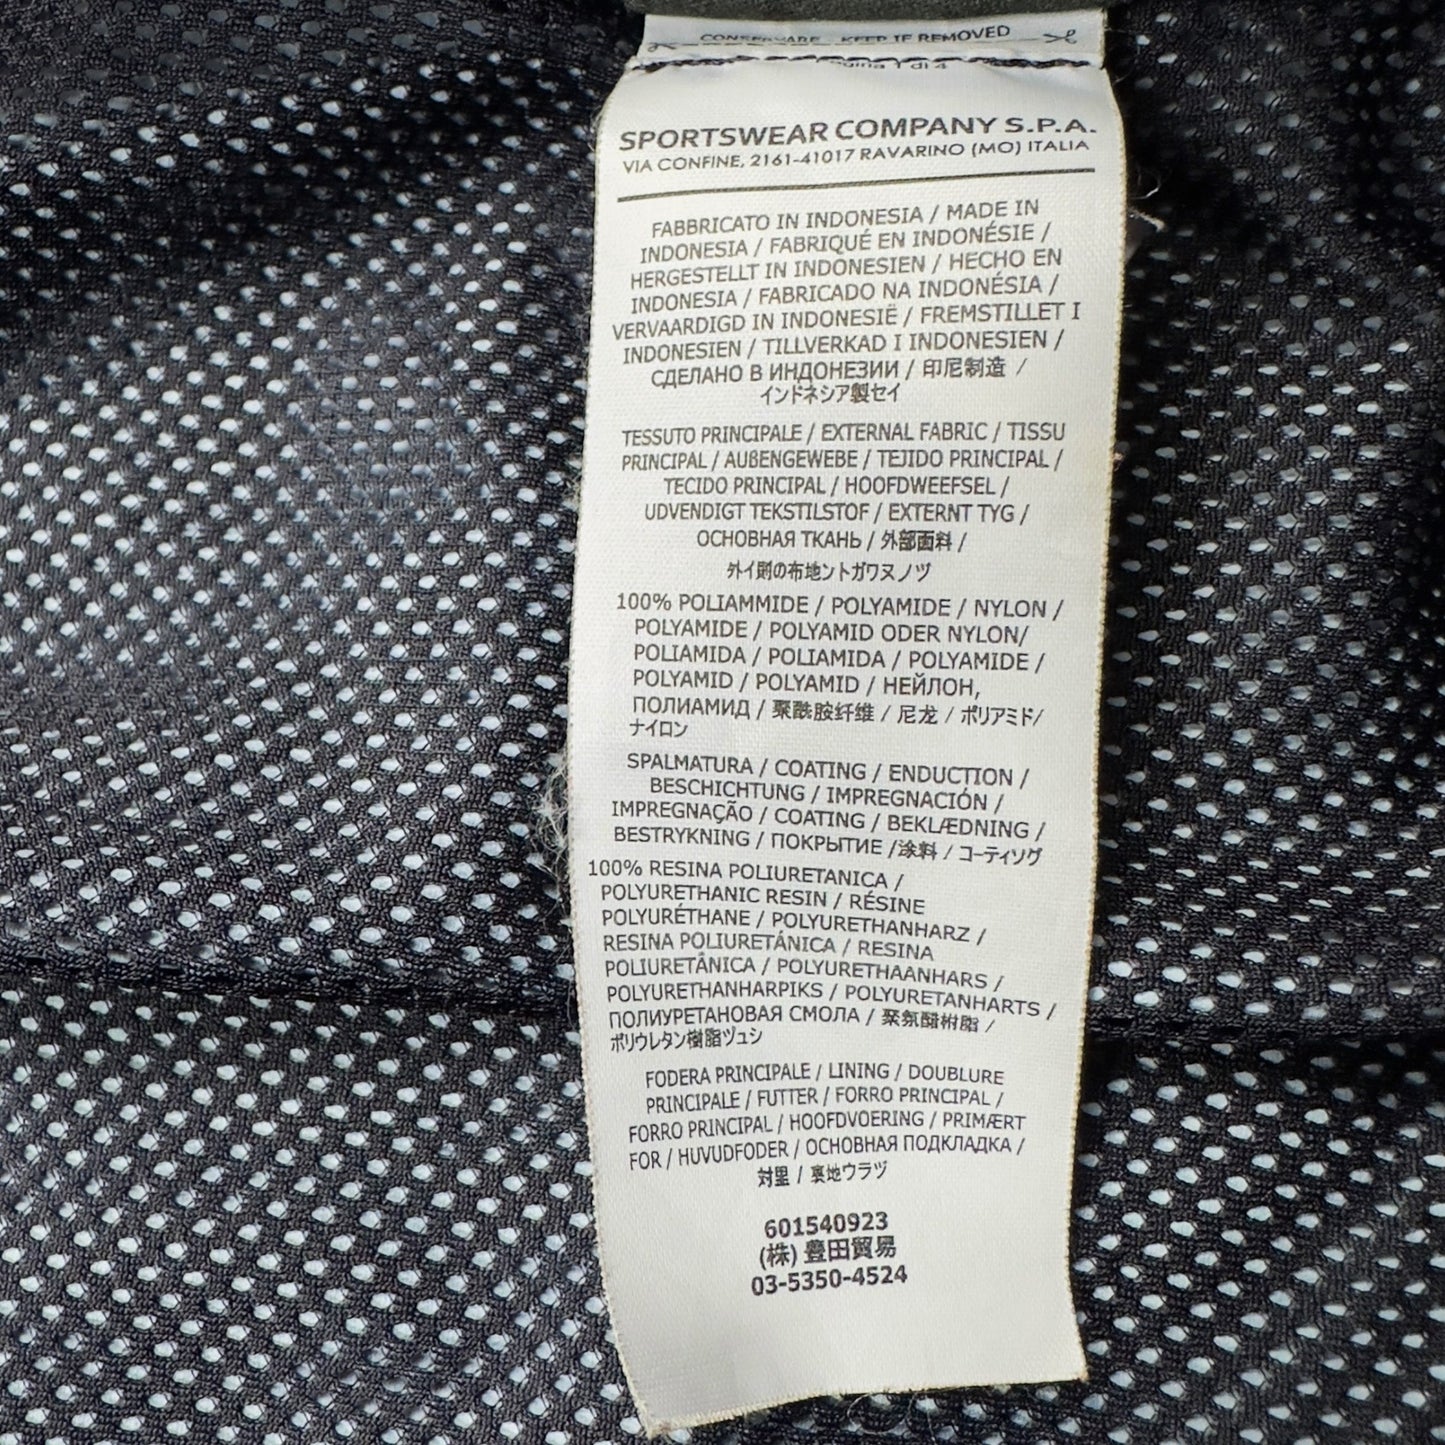 CONSERVARE - KEEP IF REMOVED
Pagina 1 di 4
SPORTSWEAR COMPANY S.P.A.
VIA CONFINE, 2161-41017 RAVARINO (MO) ITALIA
FABBRICATO IN INDONESIA / MADE IN
INDONESIA / FABRIQUÉ EN INDONÉSIE /
HERGESTELLT IN INDONESIEN / HECHO EN
INDONESIA / FABRICADO NA INDONÉSIA /
VERVAARDIGD IN INDONESIË / FREMSTILLET I
INDONESIEN / TILLVERKAD I INDONESIEN /
СДЕЛАНО В ИНДОНЕЗИИ / 印尼制造 /
インドネシア製セイ
TESSUTO PRINCIPALE / EXTERNAL FABRIC / TISSU
PRINCIPAL / AUßENGEWEBE / TEJIDO PRINCIPAL /
TECIDO PRINCIPAL / HOOFDWEEFSEL /
UDVENDIGT TEKSTILSTOF / EXTERNT TYG /
ОСНОВНАЯ ТКАНЬ / 外部面料 /
外イ側の布地ントガワヌノヅ
100% POLIAMMIDE / POLYAMIDE / NYLON /
POLYAMIDE / POLYAMID ODER NYLON/
POLIAMIDA / POLIAMIDA / POLYAMIDE /
POLYAMID / POLYAMID / НЕЙЛОН,
ПОЛИАМИД / 聚酰胺纤维 / 尼龙 / ポリアミド/
ナイロン
SPALMATURA / COATING / ENDUCTION /
BESCHICHTUNG / IMPREGNACIÓN /
IMPREGNAÇÃO / COATING / BEKLÆDNING /
BESTRYKNING / ПОКРЫТИЕ /涂料 / コーティソグ
100% RESINA POLIURETANICA /
POLYURETHANIC RESIN / RÉSINE
POLYURÉTHANE / POLYURETHANHARZ /
RESINA POLIURETÁNICA / RESINA
POLIURETÂNICA / POLYURETHAANHARS /
POLYURETHANHARPIKS / POLYURETANHARTS /
ПОЛИУРЕТАНОВАЯ СМОЛА / 聚氨酯树脂 /
ポリウレタン樹脂ヅュシ
FODERA PRINCIPALE / LINING / DOUBLURE
PRINCIPALE / FUTTER / FORRO PRINCIPAL /
FORRO PRINCIPAL / HOOFDVOERING / PRIMÆRT
FOR / HUVUDFODER / ОСНОВНАЯ ПОДКЛАДКА /
対里 / 裏地ウラヅ
601540923
(株) 豊田貿易
03-5350-4524